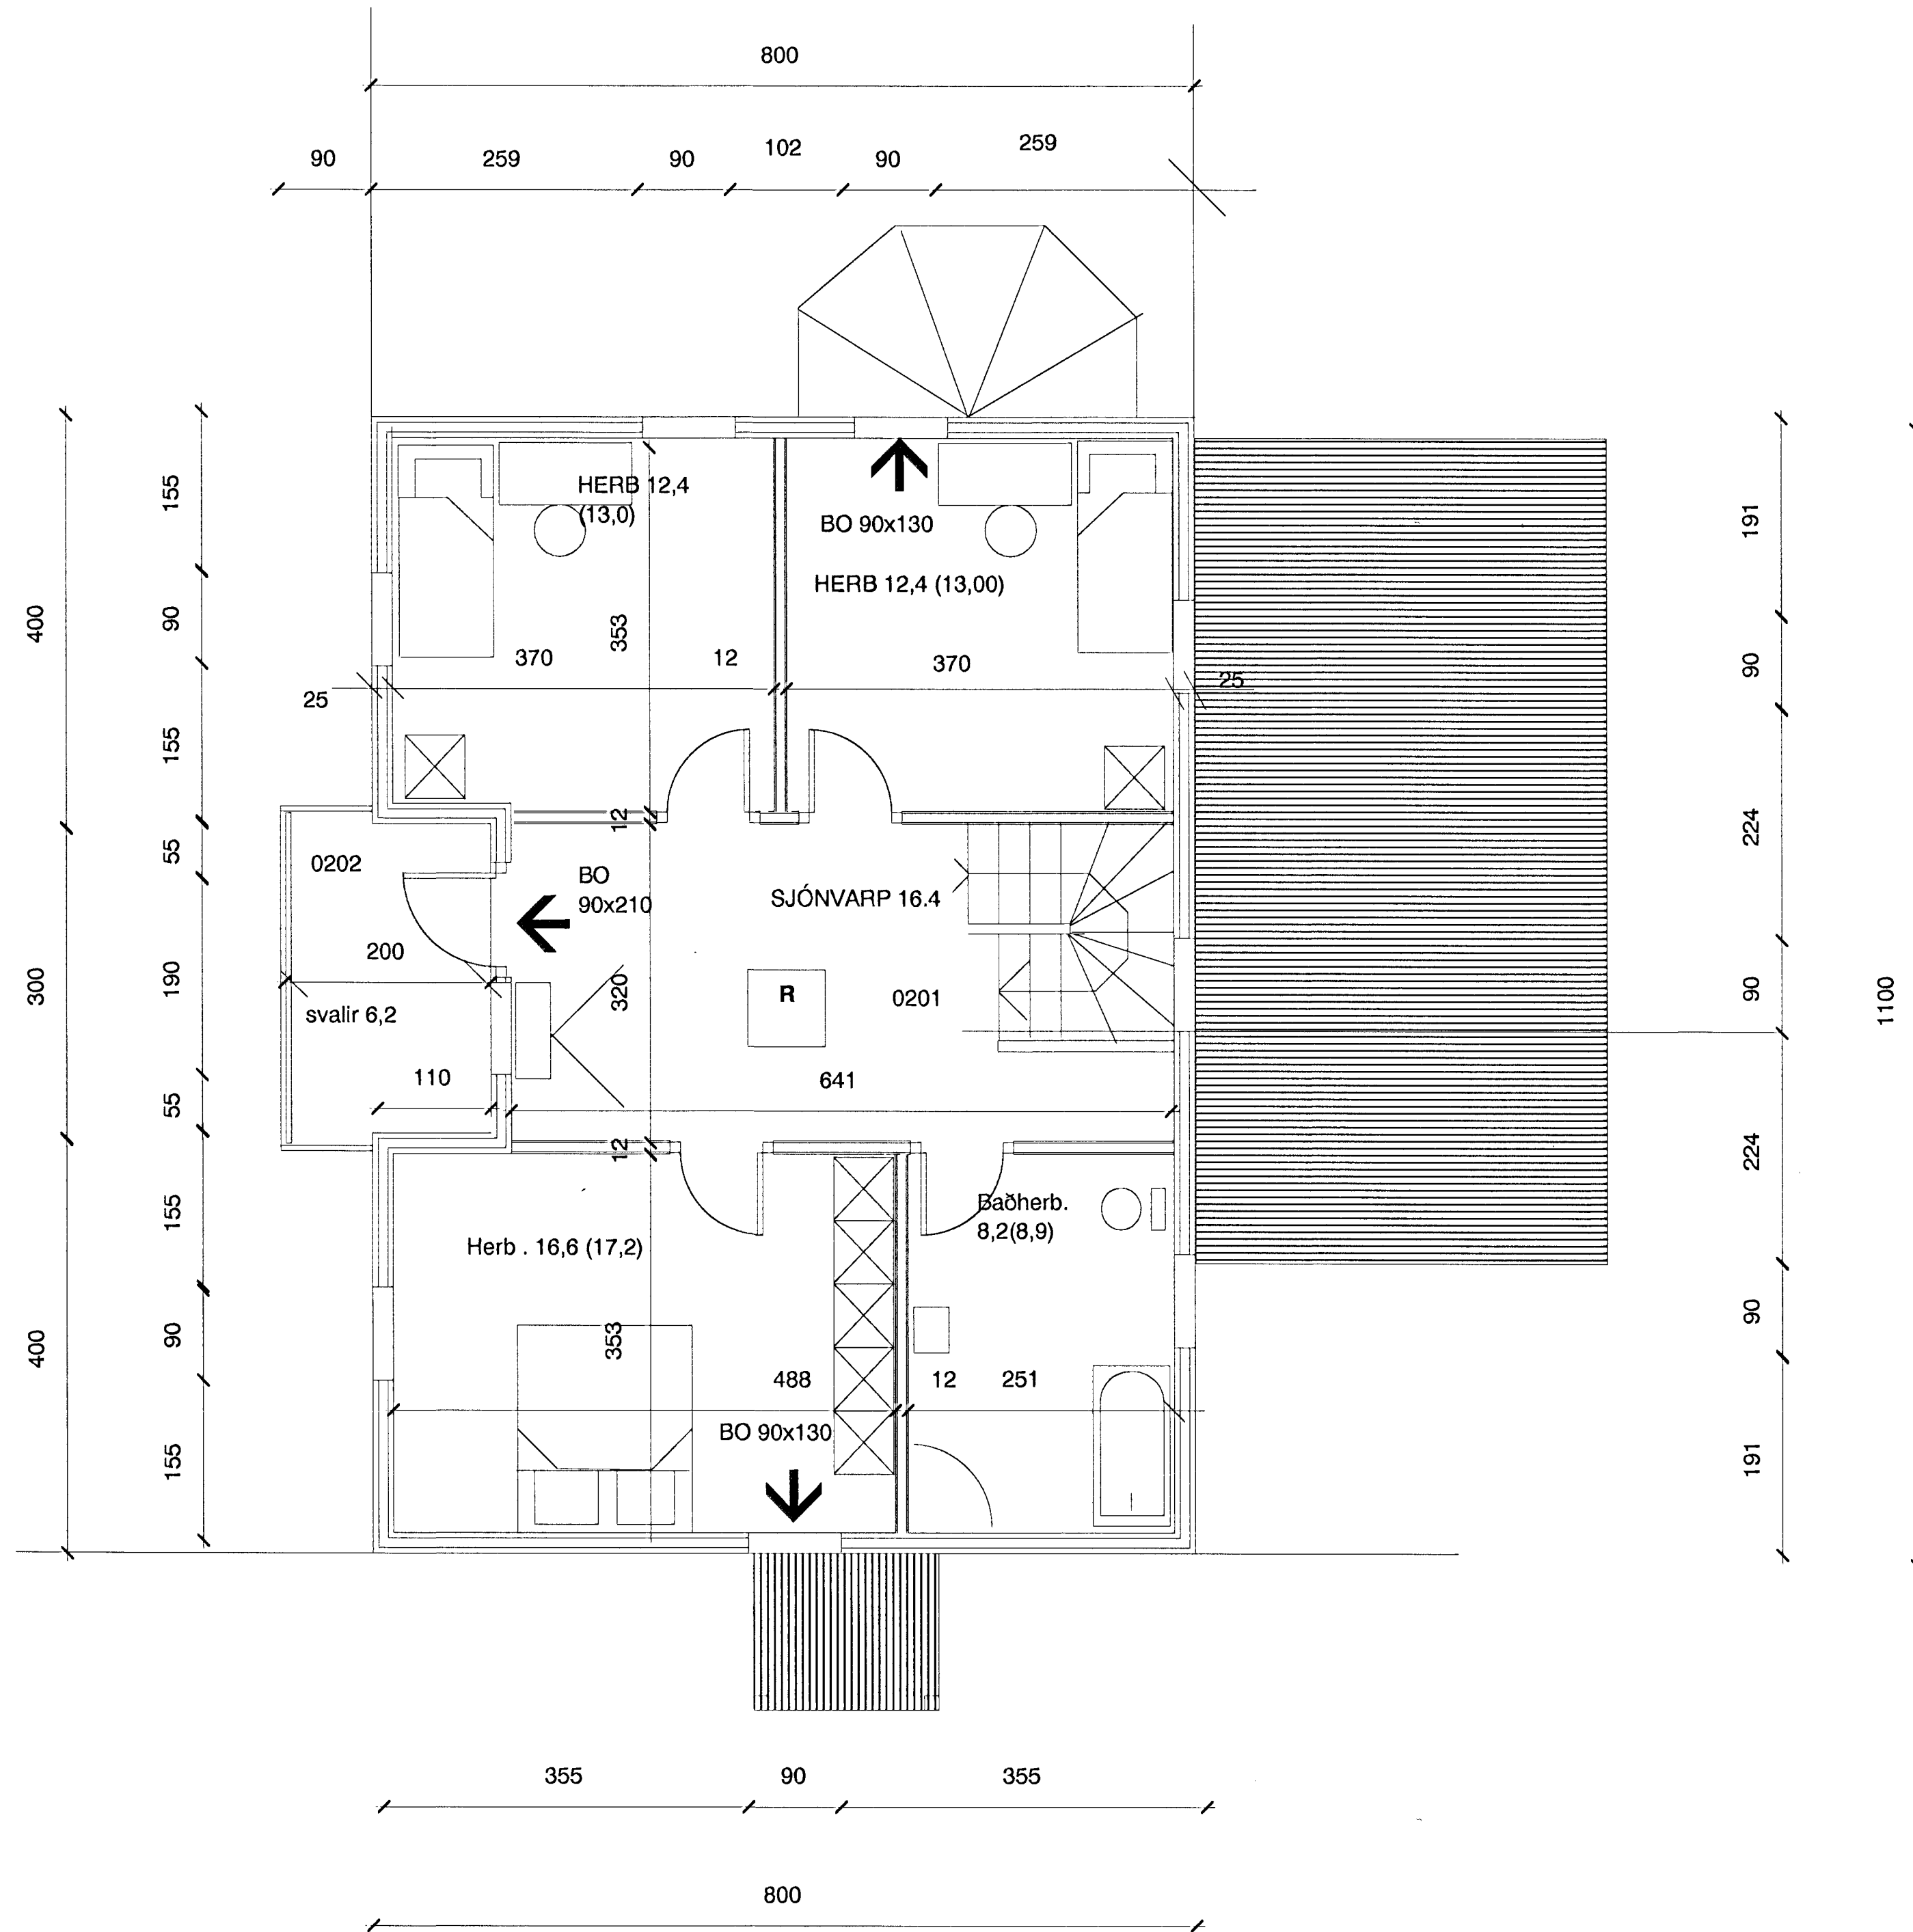 800
90 259 90 102 90 259
HERB 12,4
(13,0)
BO 90x130
HERB 12,4 (13,00)
370 353 12 370
25 25
400 155 90 155
191 90 224
12
0202
BO
90x210
SJÓNVARP 16.4
200
svalir 6,2
320
R
0201
110
641
300 55 190 55
90
1100
12
Herb . 16,6 (17,2)
Baðherb.
8,2(8,9)
353
488 12 251
BO 90x130
400 155 90 155
224 90 191
355 90 355
800